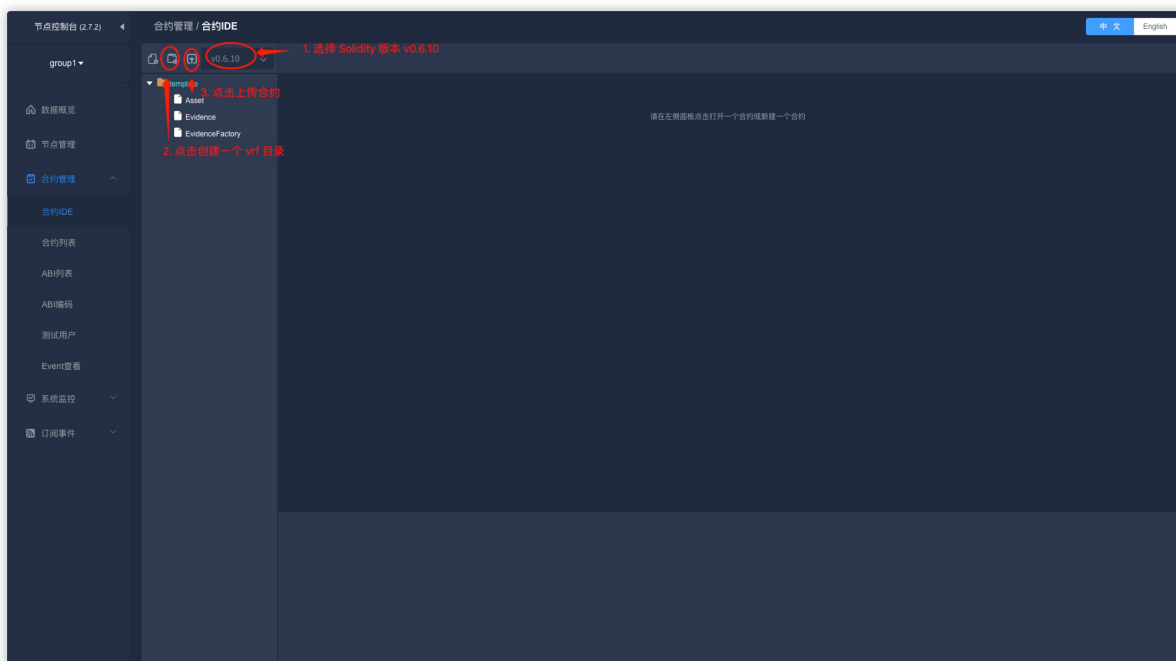 节点控制台 (2.7.2)
合约管理 / 合约IDE
中文
English
group1
v0.6.10
1. 选择 Solidity 版本 v0.6.10
template
3. 点击上传合约
Asset
Evidence
EvidenceFactory
2. 点击创建一个 vrf 目录
请在左侧面板点击打开一个合约或新建一个合约
数据概览
节点管理
合约管理
合约IDE
合约列表
ABI列表
ABI编码
测试用户
Event查看
系统监控
订阅事件